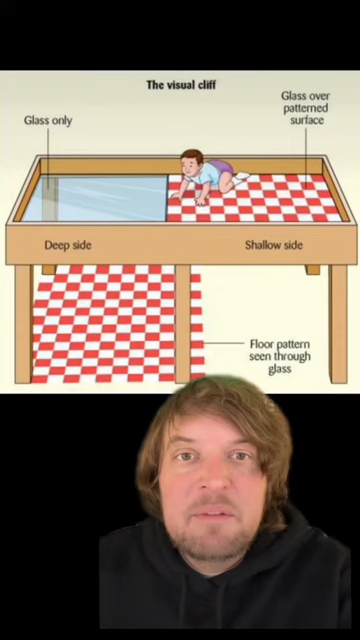 The visual cliff
Glass over
patterned
surface
Glass only
Deep side
Shallow side
Floor pattern
seen through
glass